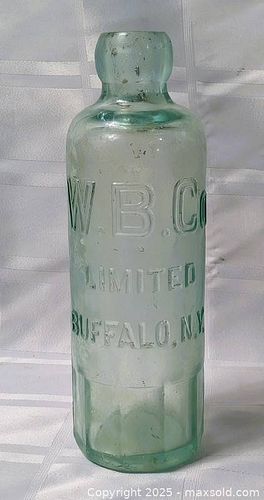 W.B.Co
LIMITED
BUFFALO, N.Y.
Copyright © 2025 - maxsold.com